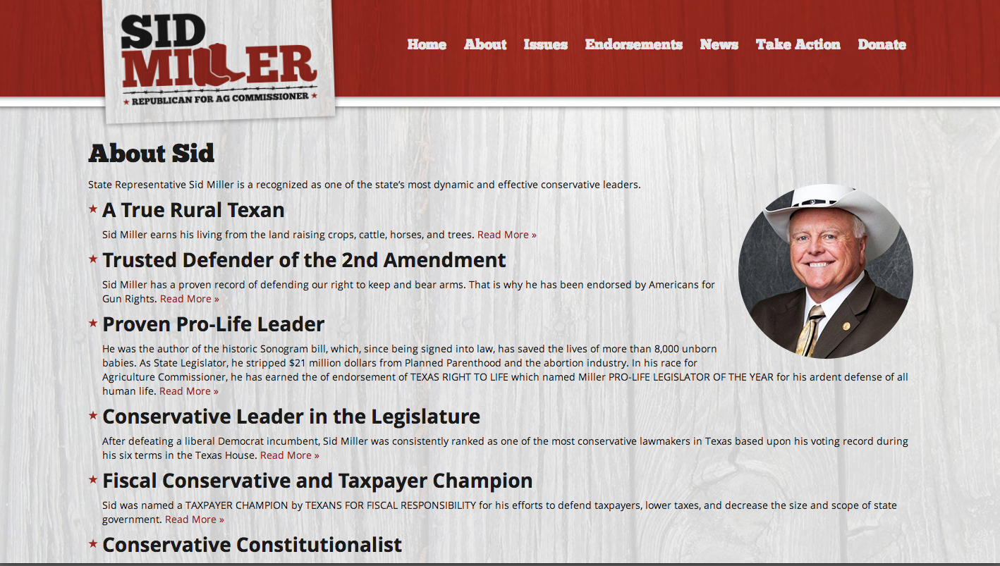 SID
MILLER
★ REPUBLICAN FOR AG COMMISSIONER ★
Home About Issues Endorsements News Take Action Donate
About Sid
State Representative Sid Miller is a recognized as one of the state's most dynamic and effective conservative leaders.
★ A True Rural Texan
Sid Miller earns his living from the land raising crops, cattle, horses, and trees. Read More »
★ Trusted Defender of the 2nd Amendment
Sid Miller has a proven record of defending our right to keep and bear arms. That is why he has been endorsed by Americans for
Gun Rights. Read More »
★ Proven Pro-Life Leader
He was the author of the historic Sonogram bill, which, since being signed into law, has saved the lives of more than 8,000 unborn
babies. As State Legislator, he stripped $21 million dollars from Planned Parenthood and the abortion industry. In his race for
Agriculture Commissioner, he has earned the of endorsement of TEXAS RIGHT TO LIFE which named Miller PRO-LIFE LEGISLATOR OF THE YEAR for his ardent defense of all
human life. Read More »
★ Conservative Leader in the Legislature
After defeating a liberal Democrat incumbent, Sid Miller was consistently ranked as one of the most conservative lawmakers in Texas based upon his voting record during
his six terms in the Texas House. Read More »
★ Fiscal Conservative and Taxpayer Champion
Sid was named a TAXPAYER CHAMPION by TEXANS FOR FISCAL RESPONSIBILITY for his efforts to defend taxpayers, lower taxes, and decrease the size and scope of state
government. Read More »
★ Conservative Constitutionalist